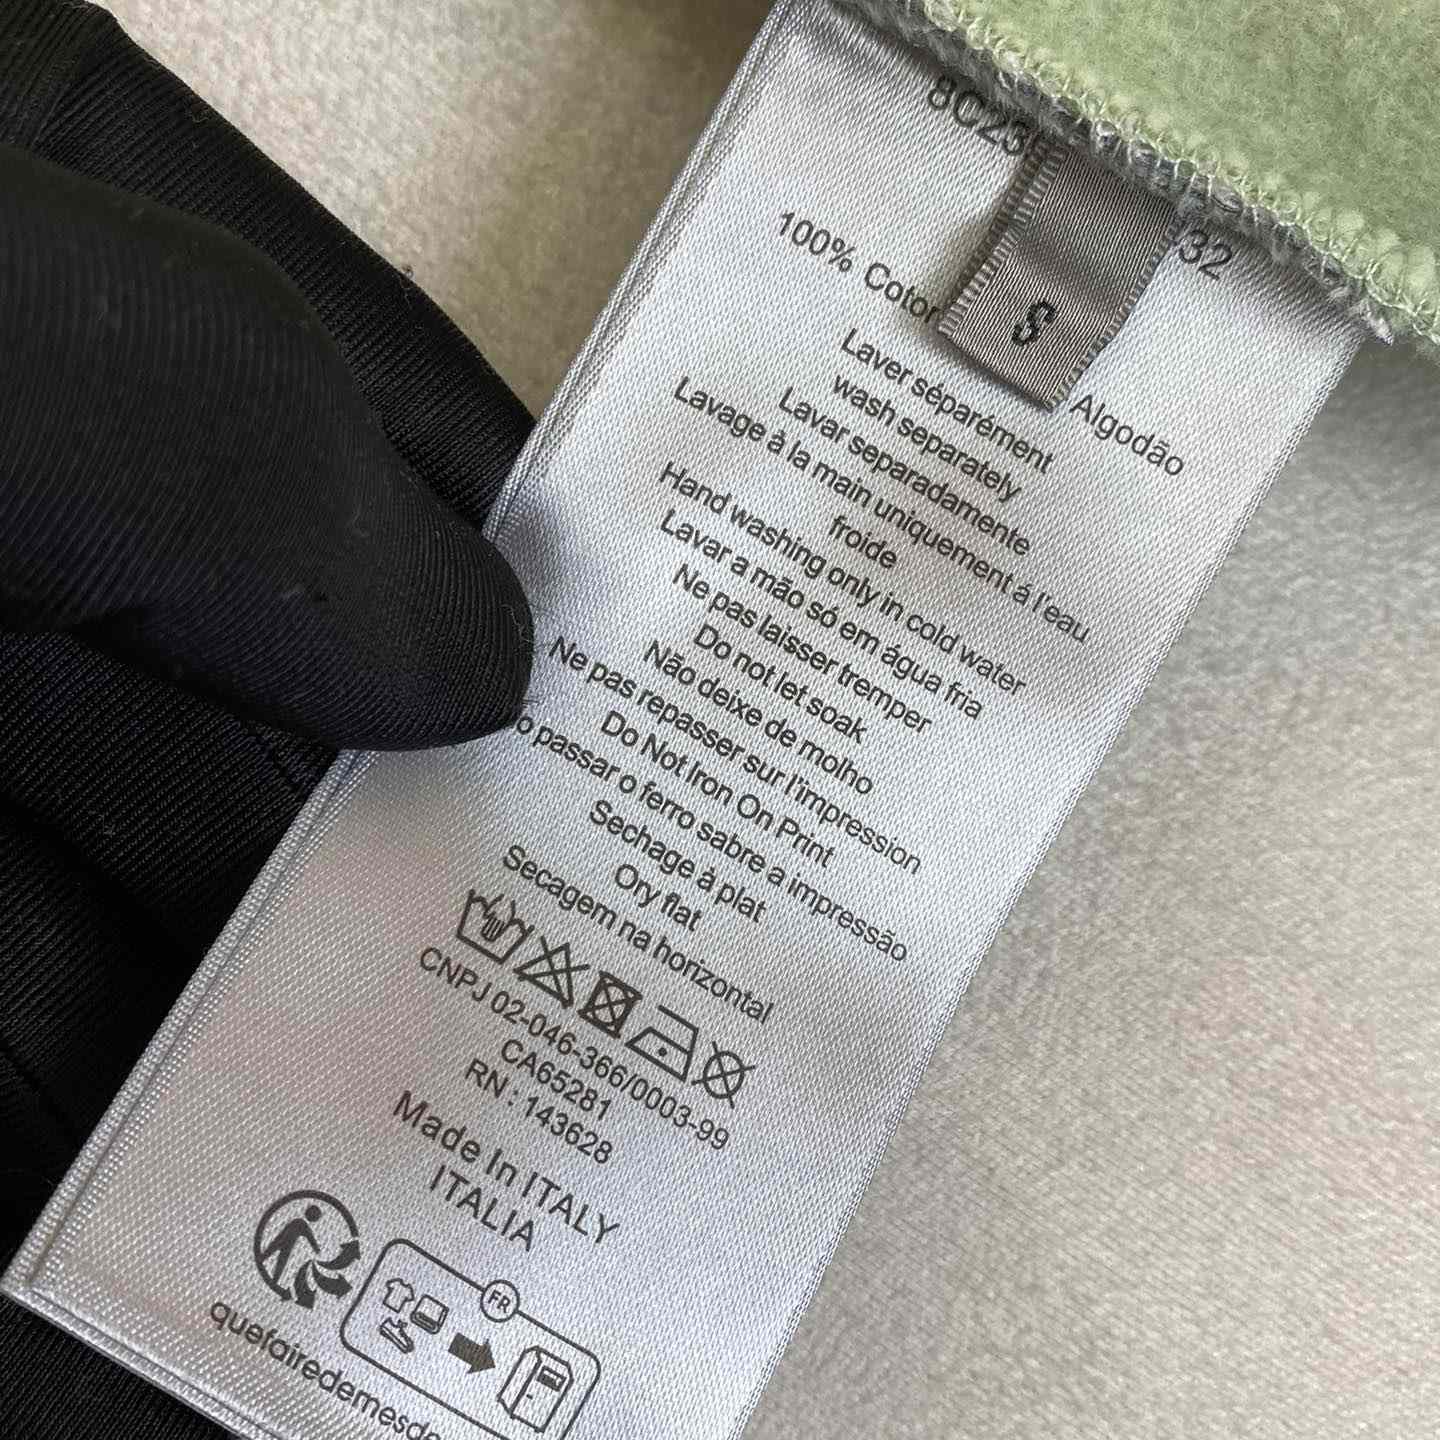 8C23
32
S
100% Coton
Algodão
Laver séparément
wash separately
Lavar separadamente
Lavage à la main uniquement á l'eau
froide
Hand washing only in cold water
Lavar a mão só em água fria
Ne pas laisser tremper
Do not let soak
Não deixe de molho
Ne pas repasser sur l'impression
Do Not Iron On Print
o passar o ferro sabre a impressão
Sechage à plat
Ory flat
Secagem na horizontal
CNPJ 02-046-366/0003-99
CA65281
RN : 143628
Made In ITALY
ITALIA
FR
quefairedemesde